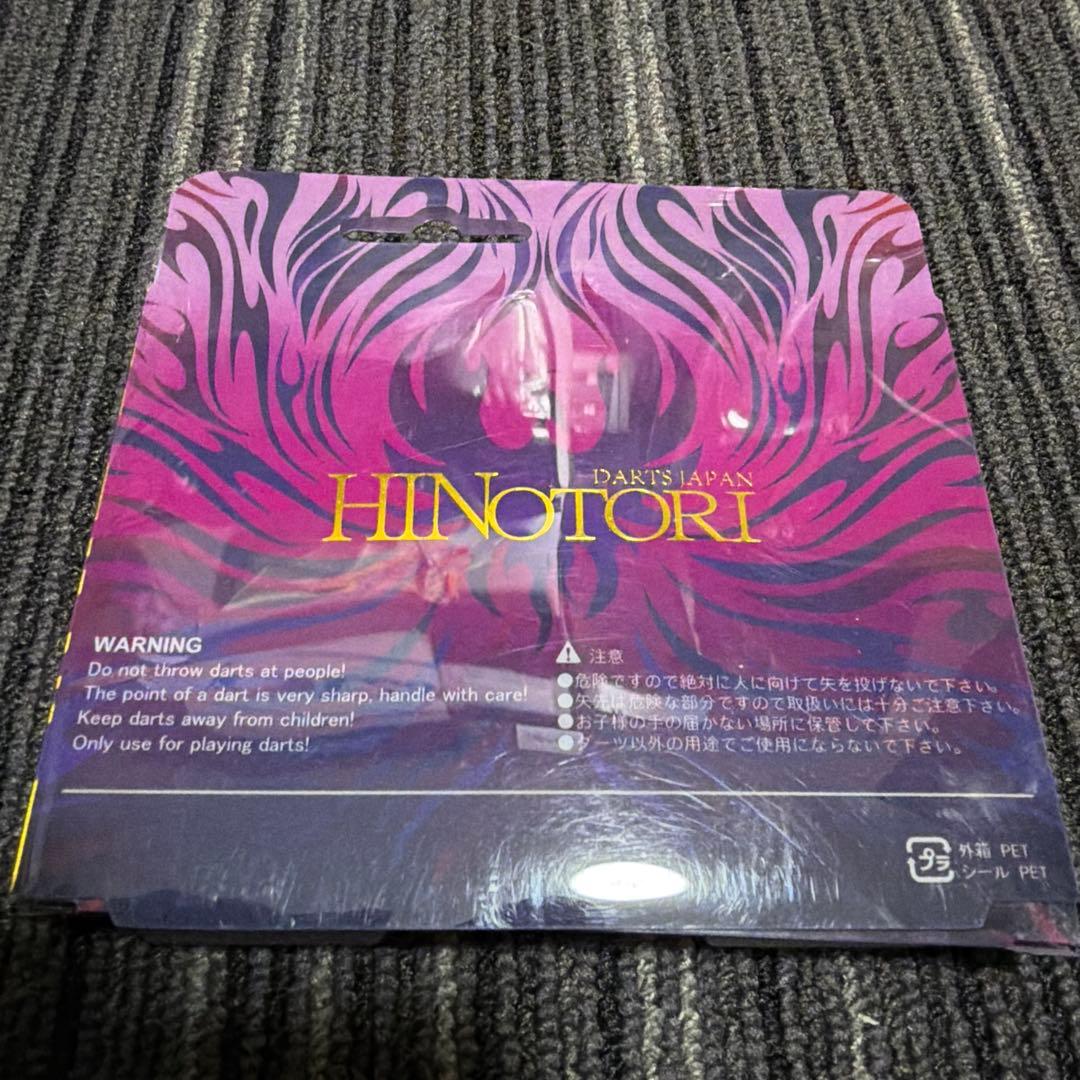 DARTS JAPAN
HINOTORI
WARNING
Do not throw darts at people!
The point of a dart is very sharp, handle with care!
Keep darts away from children!
Only use for playing darts!
注意
●危険ですので絶対に人に向けて矢を投げないで下さい。
●矢先は危険な部分ですので取扱いには十分ご注意下さい。
●お子様の手の届かない場所に保管して下さい。
●ダーツ以外の用途でご使用にならないで下さい。
プラ
外箱 PET
シール PET